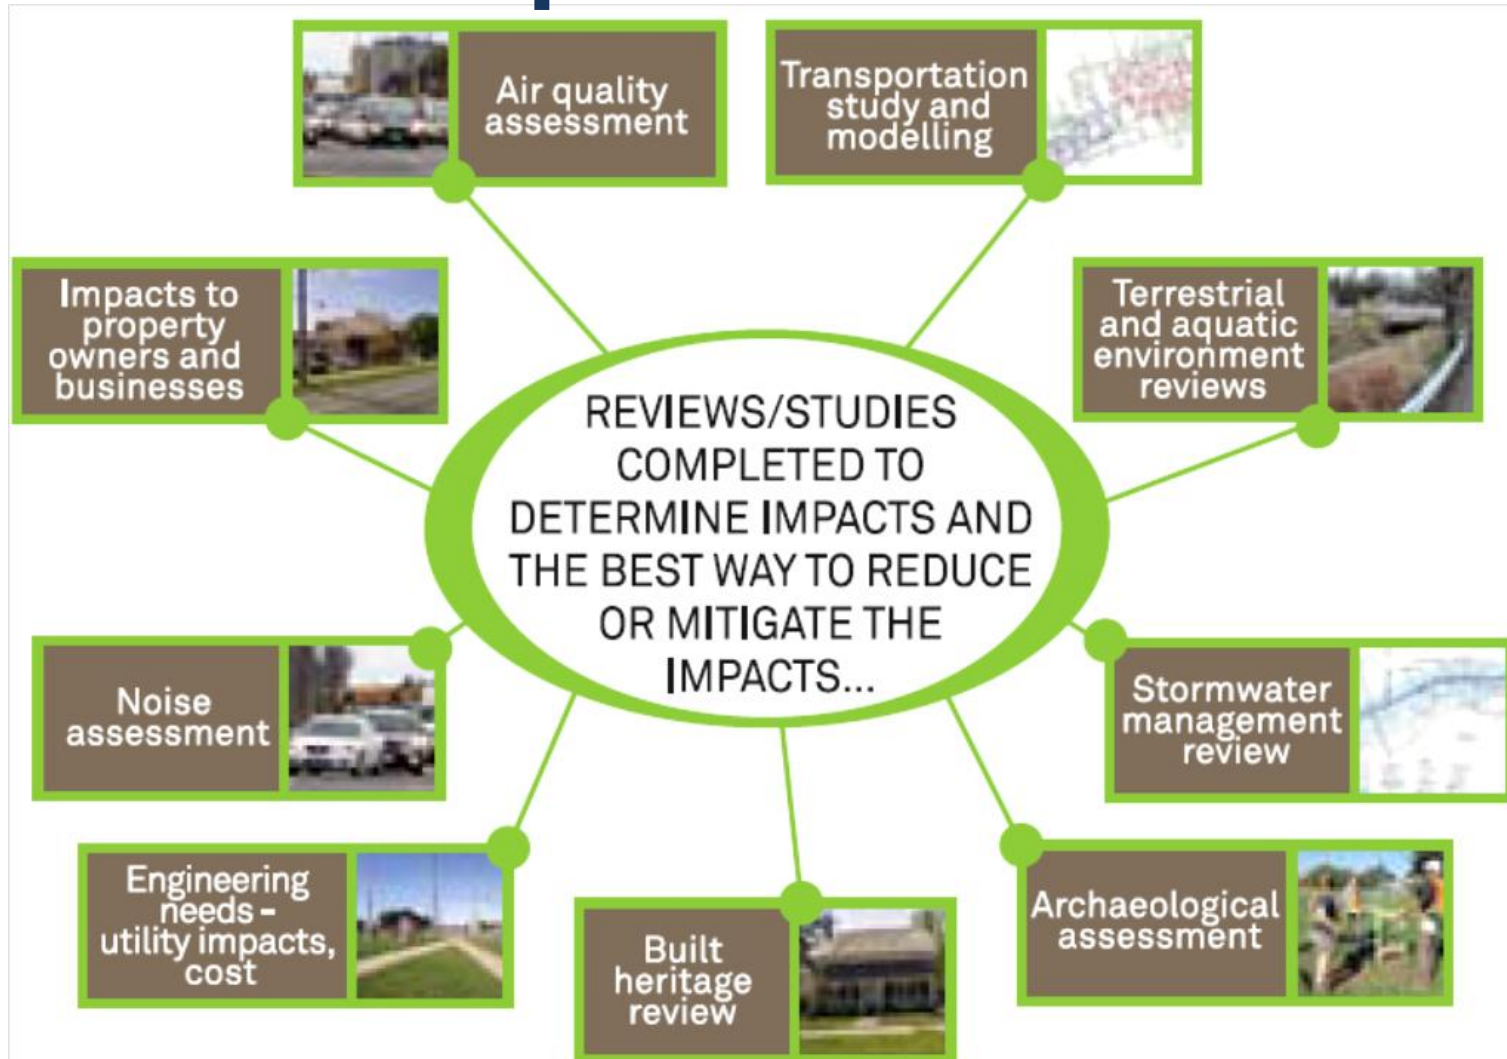 Air quality
assessment
Transportation
study and
modelling
Impacts to
property
owners and
businesses
Terrestrial
and aquatic
environment
reviews
REVIEWS/STUDIES
COMPLETED TO
DETERMINE IMPACTS AND
THE BEST WAY TO REDUCE
OR MITIGATE THE
IMPACTS...
Noise
assessment
Stormwater
management
review
Engineering
needs -
utility impacts,
cost
Built
heritage
review
Archaeological
assessment